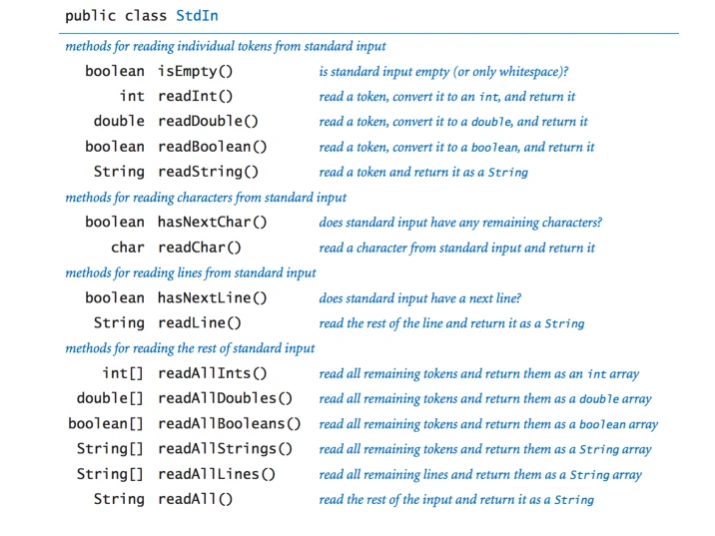 public class StdIn
methods for reading individual tokens from standard input
boolean isEmpty() is standard input empty (or only whitespace)?
int readInt() read a token, convert it to an int, and return it
double readDouble() read a token, convert it to a double, and return it
boolean readBoolean() read a token, convert it to a boolean, and return it
String readString() read a token and return it as a String
methods for reading characters from standard input
boolean hasNextChar() does standard input have any remaining characters?
char readChar() read a character from standard input and return it
methods for reading lines from standard input
boolean hasNextLine() does standard input have a next line?
String readLine() read the rest of the line and return it as a String
methods for reading the rest of standard input
int[] readAllInts() read all remaining tokens and return them as an int array
double[] readAllDoubles() read all remaining tokens and return them as a double array
boolean[] readAllBooleans() read all remaining tokens and return them as a boolean array
String[] readAllStrings() read all remaining tokens and return them as a String array
String[] readAllLines() read all remaining lines and return them as a String array
String readAll() read the rest of the input and return it as a String